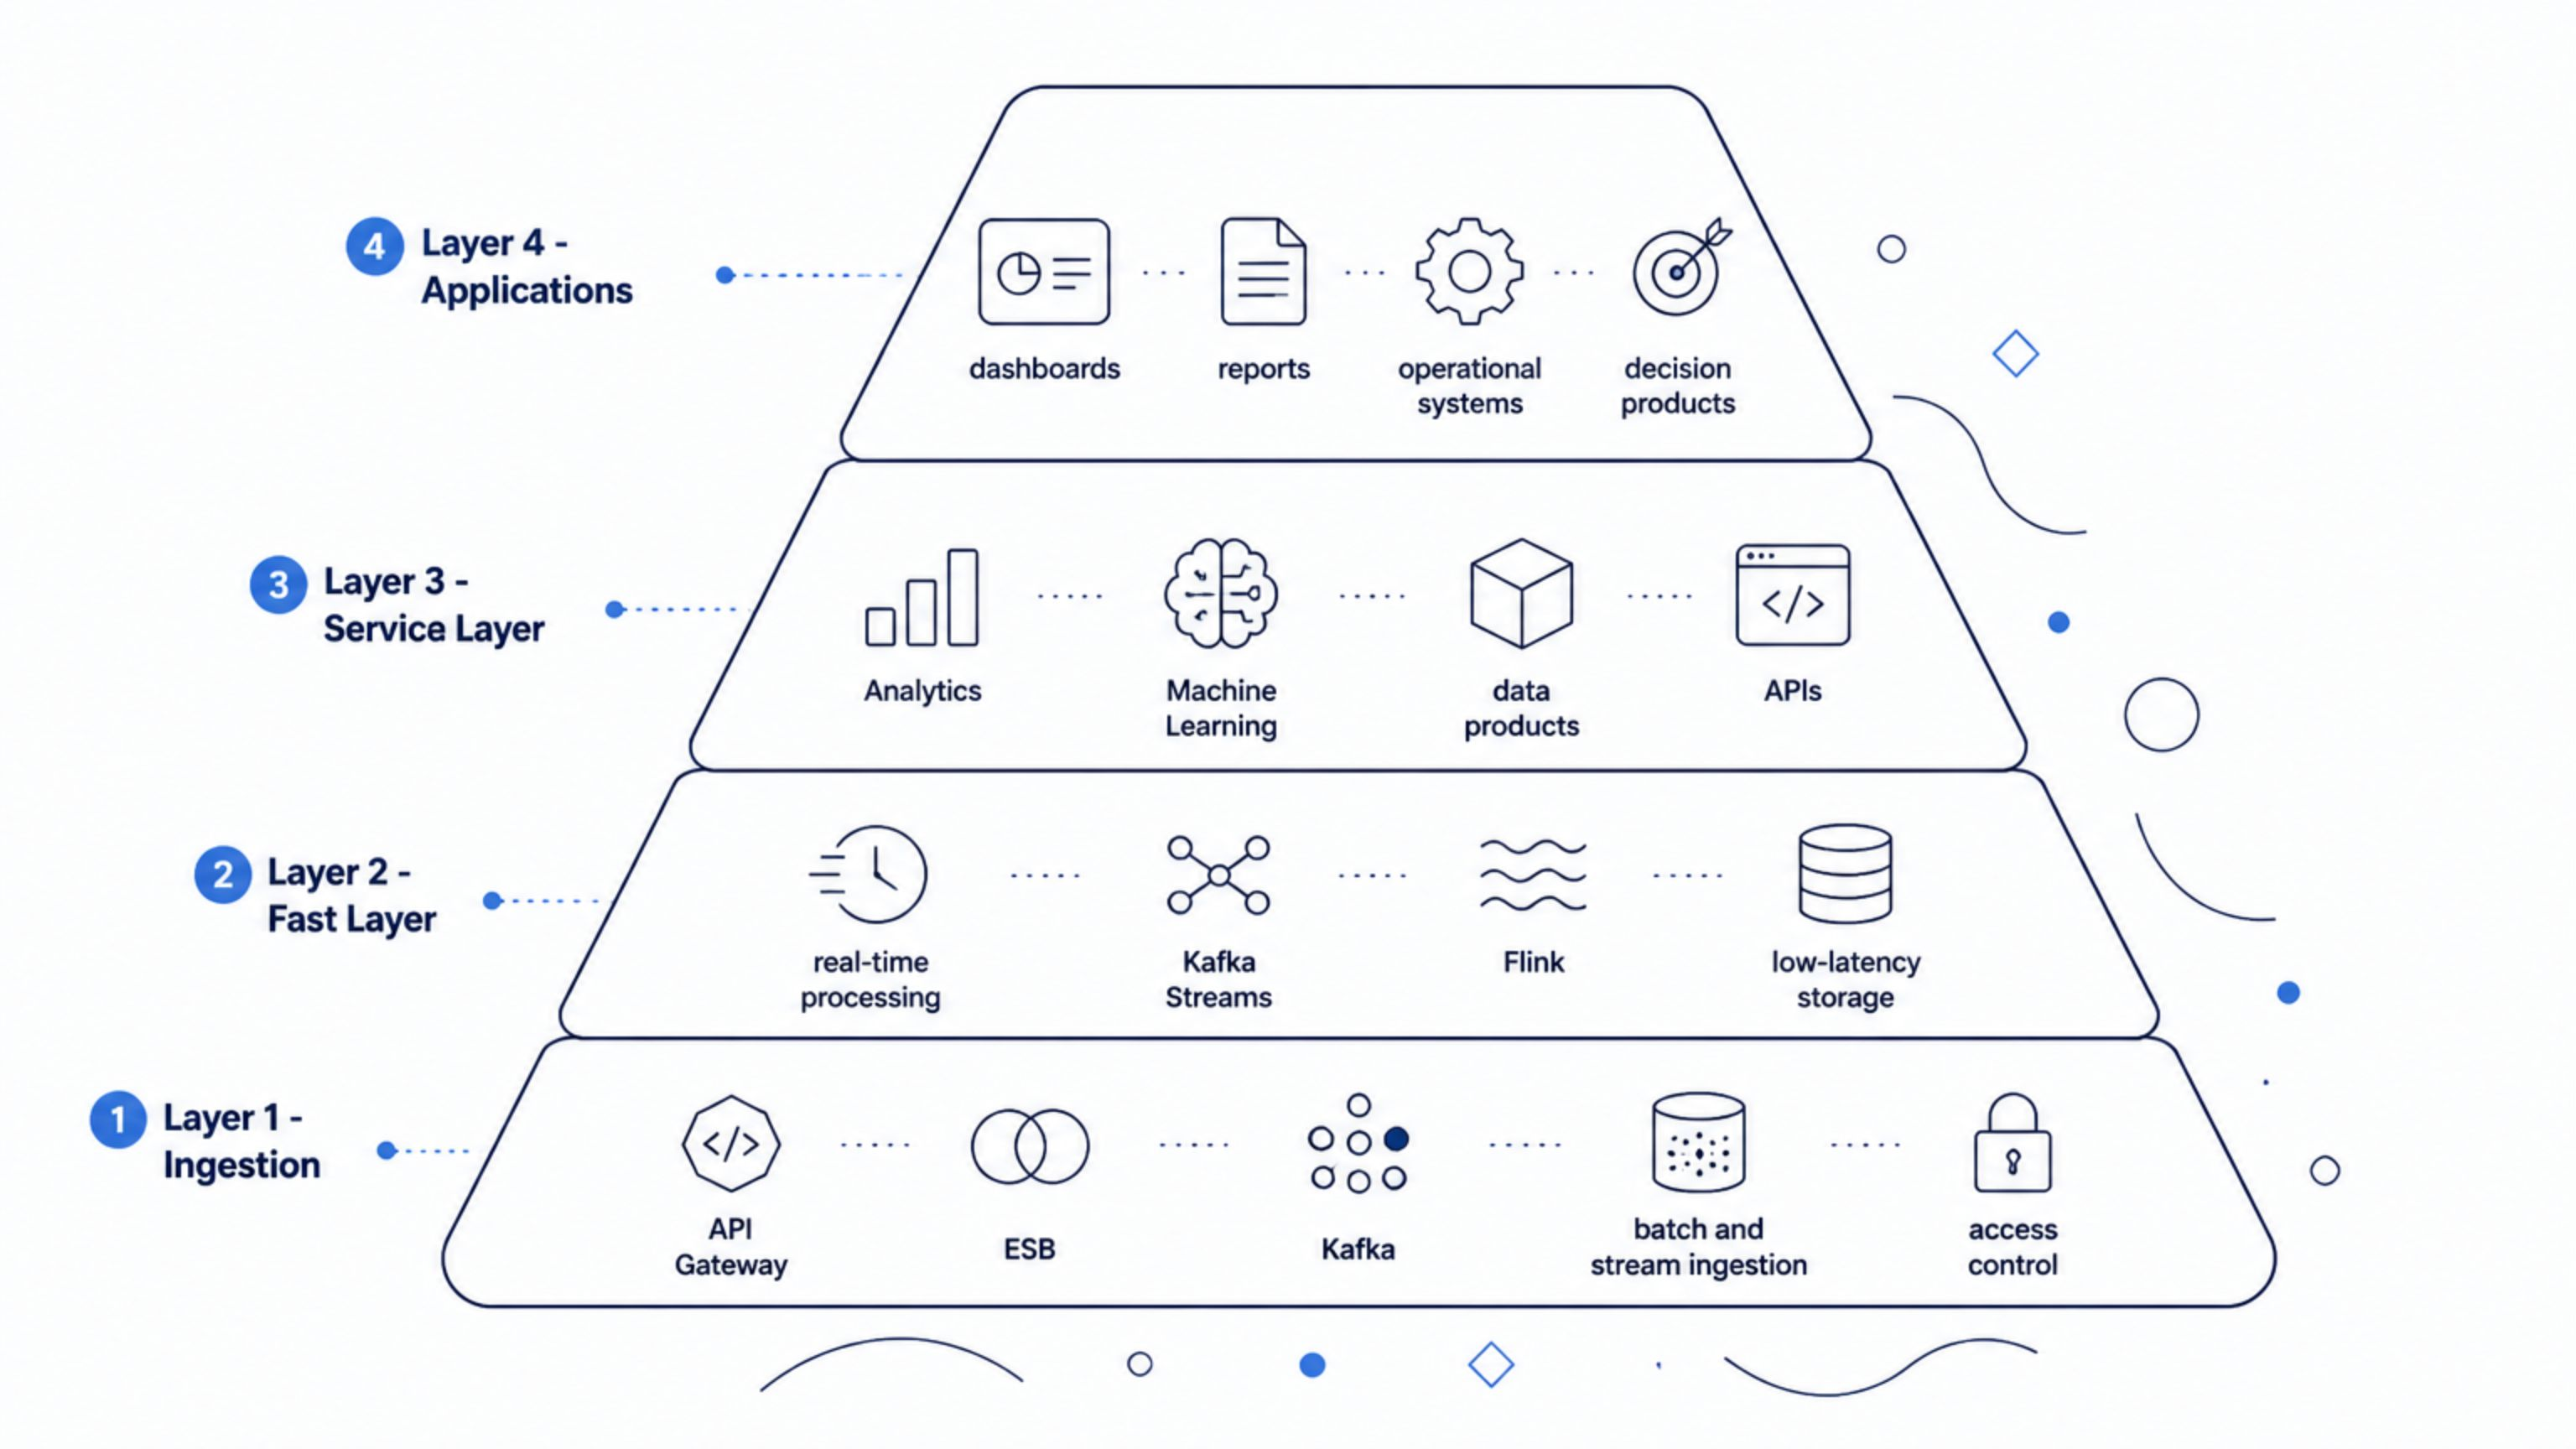 4
Layer 4 -
Applications
dashboards
reports
operational
systems
decision
products
3
Layer 3 -
Service Layer
</>
Analytics
Machine
Learning
data
products
APIs
2
Layer 2 -
Fast Layer
real-time
processing
Kafka
Streams
Flink
low-latency
storage
1
Layer 1 -
Ingestion
</>
API
Gateway
ESB
Kafka
batch and
stream ingestion
access
control